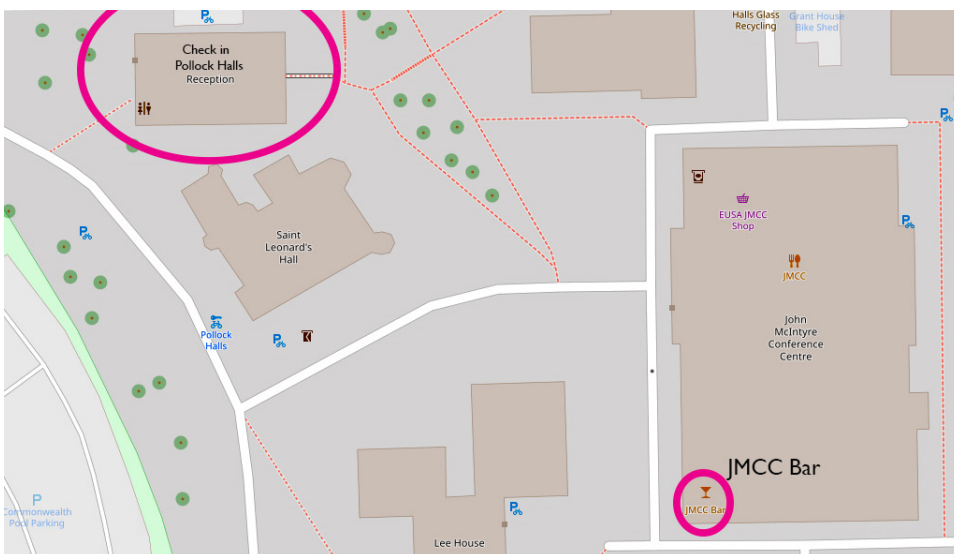 Halls Glass
Recycling
Grant House
Bike Shed
Check in
Pollock Halls
Reception
EUSA JMCC
Shop
Saint
Leonard's
Hall
JMCC
Pollock
Halls
John
McIntyre
Conference
Centre
JMCC Bar
JMCC Bar
P
Commonwealth
Pool Parking
Lee House